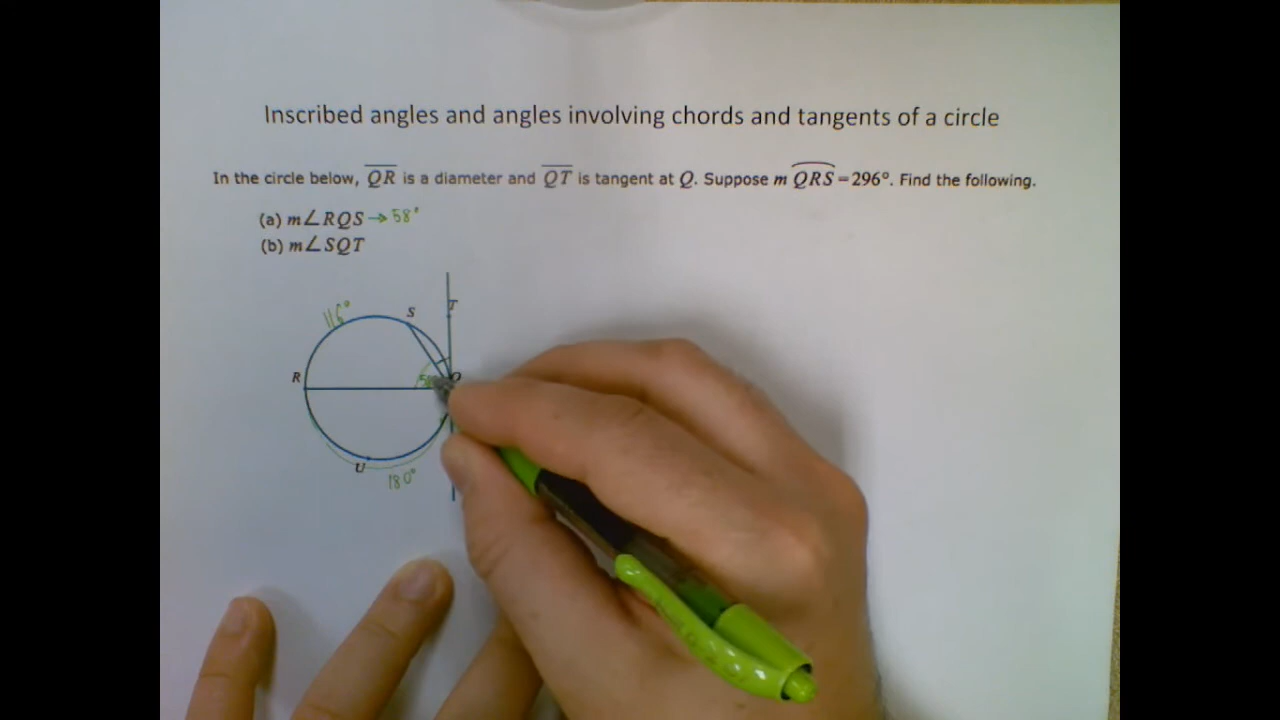 Inscribed angles and angles involving chords and tangents of a circle
In the circle below, QR is a diameter and QT is tangent at Q. Suppose m QRS = 296°. Find the following.
(a) m∠RQS → 58°
(b) m∠SQT
116°
S
T
R
Q
U
180°